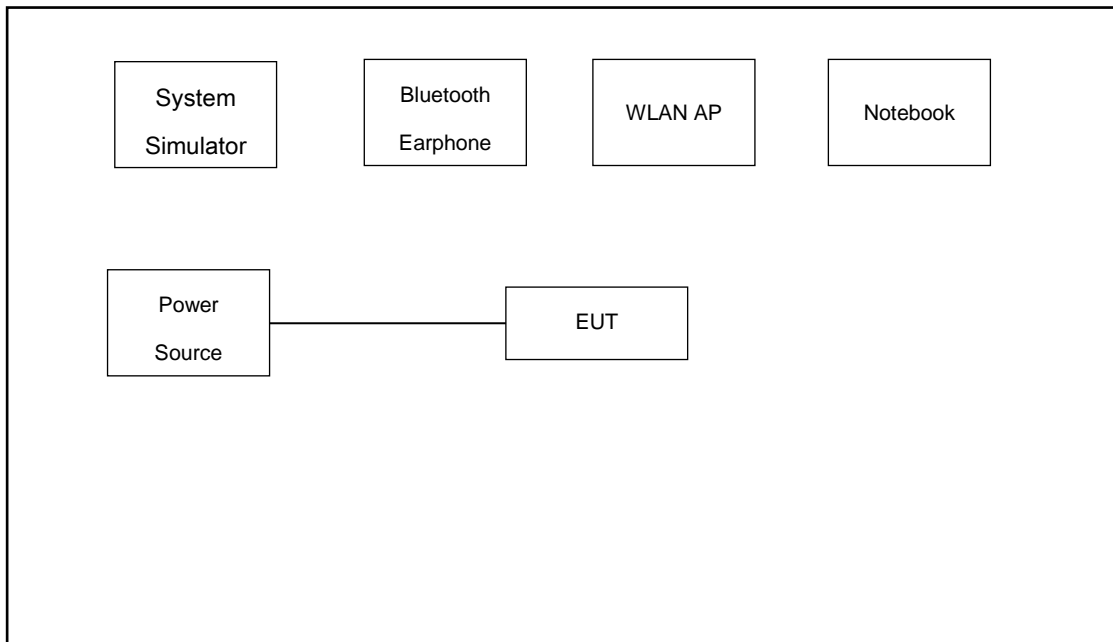 System
Simulator
Bluetooth
Earphone
WLAN AP
Notebook
Power
Source
EUT